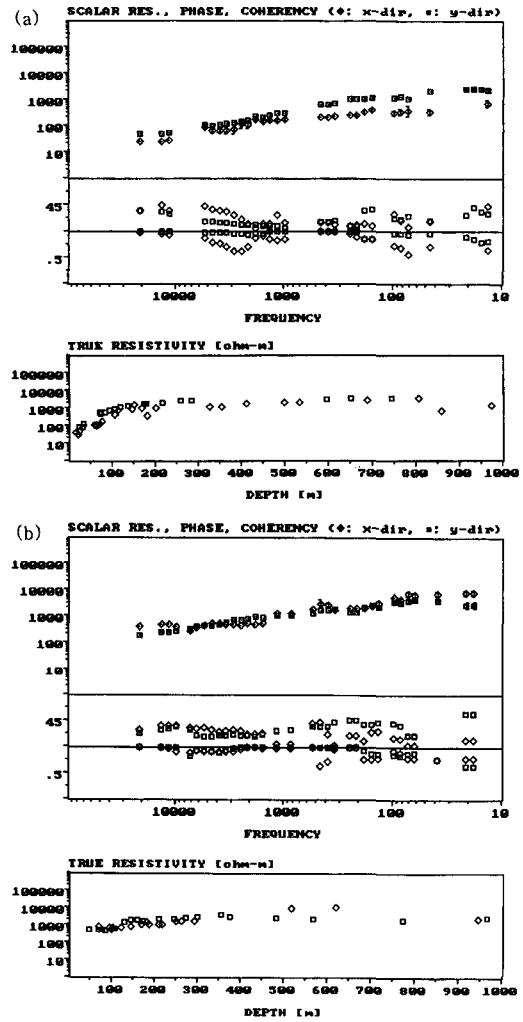 (a)
SCALAR RES., PHASE, COHERENCY (◆: x-dir, ▪: y-dir)
100000
10000
1000
100
10
45
.5
10000 1000 100 10
FREQUENCY
TRUE RESISTIVITY [ohm-m]
100000
10000
1000
100
10
100 200 300 400 500 600 700 800 900 1000
DEPTH [m]
(b)
SCALAR RES., PHASE, COHERENCY (◆: x-dir, ▪: y-dir)
100000
10000
1000
100
10
45
.5
10000 1000 100 10
FREQUENCY
TRUE RESISTIVITY [ohm-m]
100000
10000
1000
100
10
100 200 300 400 500 600 700 800 900 1000
DEPTH [m]